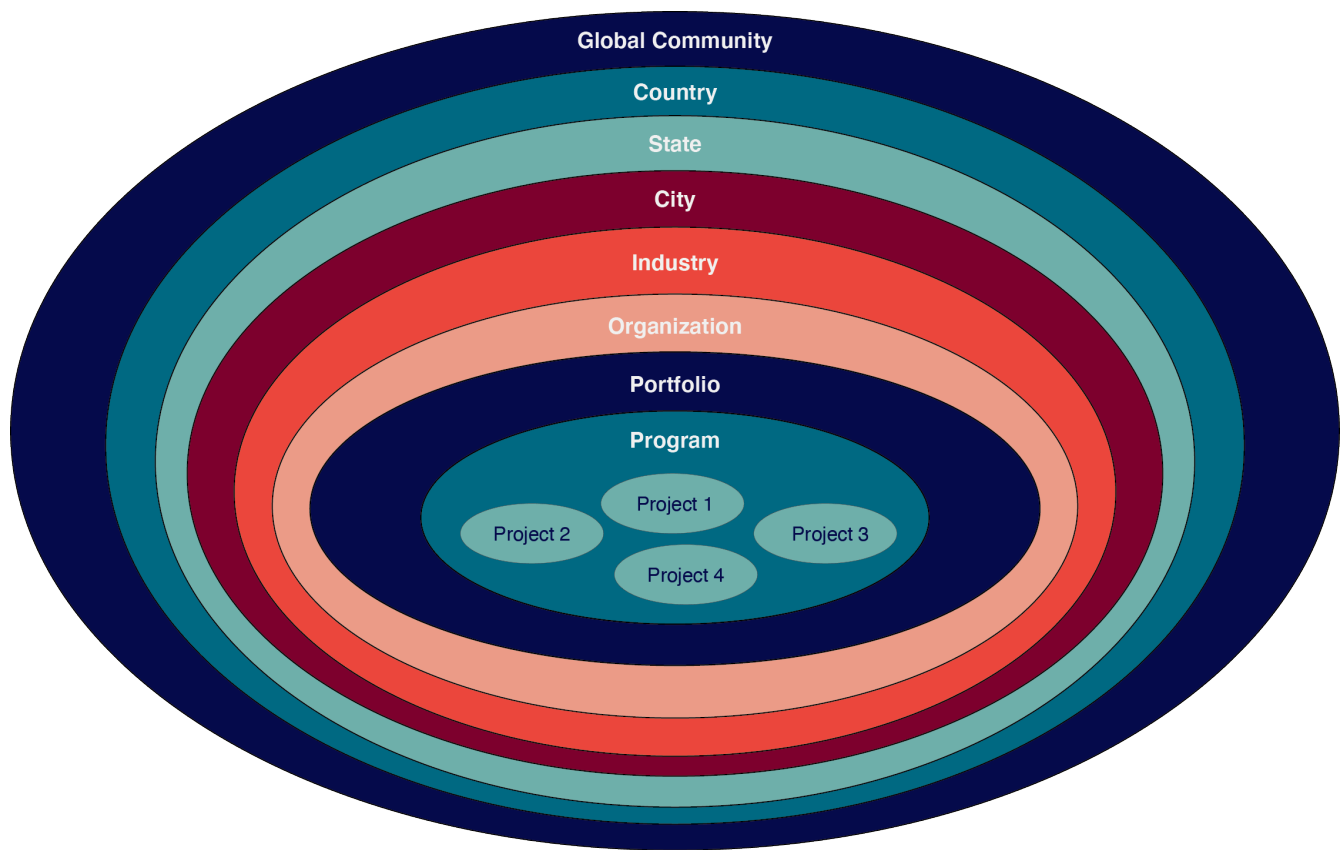 Global Community
Country
State
City
Industry
Organization
Portfolio
Program
Project 1
Project 2
Project 3
Project 4